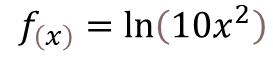 f₍ₓ₎ = ln(10x²)